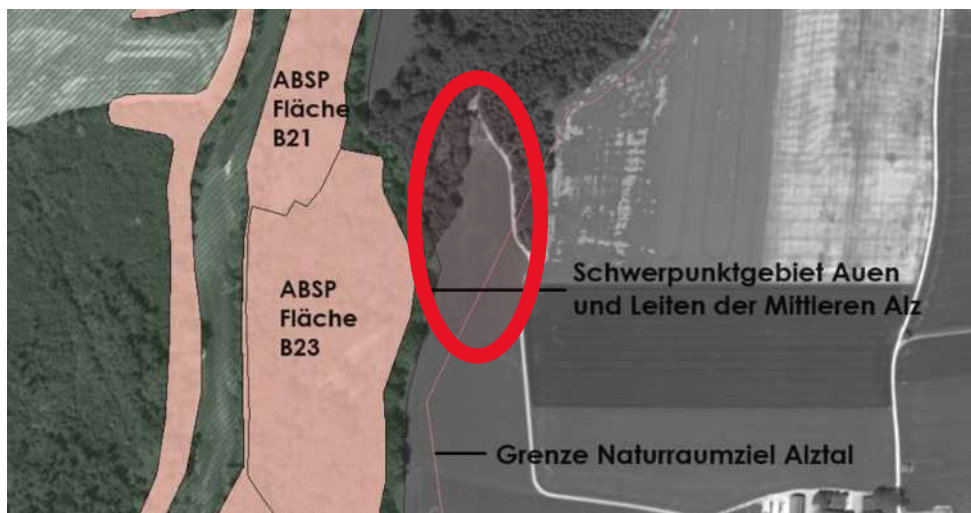 ABSP
Fläche
B21
ABSP
Fläche
B23
Schwerpunktgebiet Auen
und Leiten der Mittleren Alz
Grenze Naturraumziel Alztal